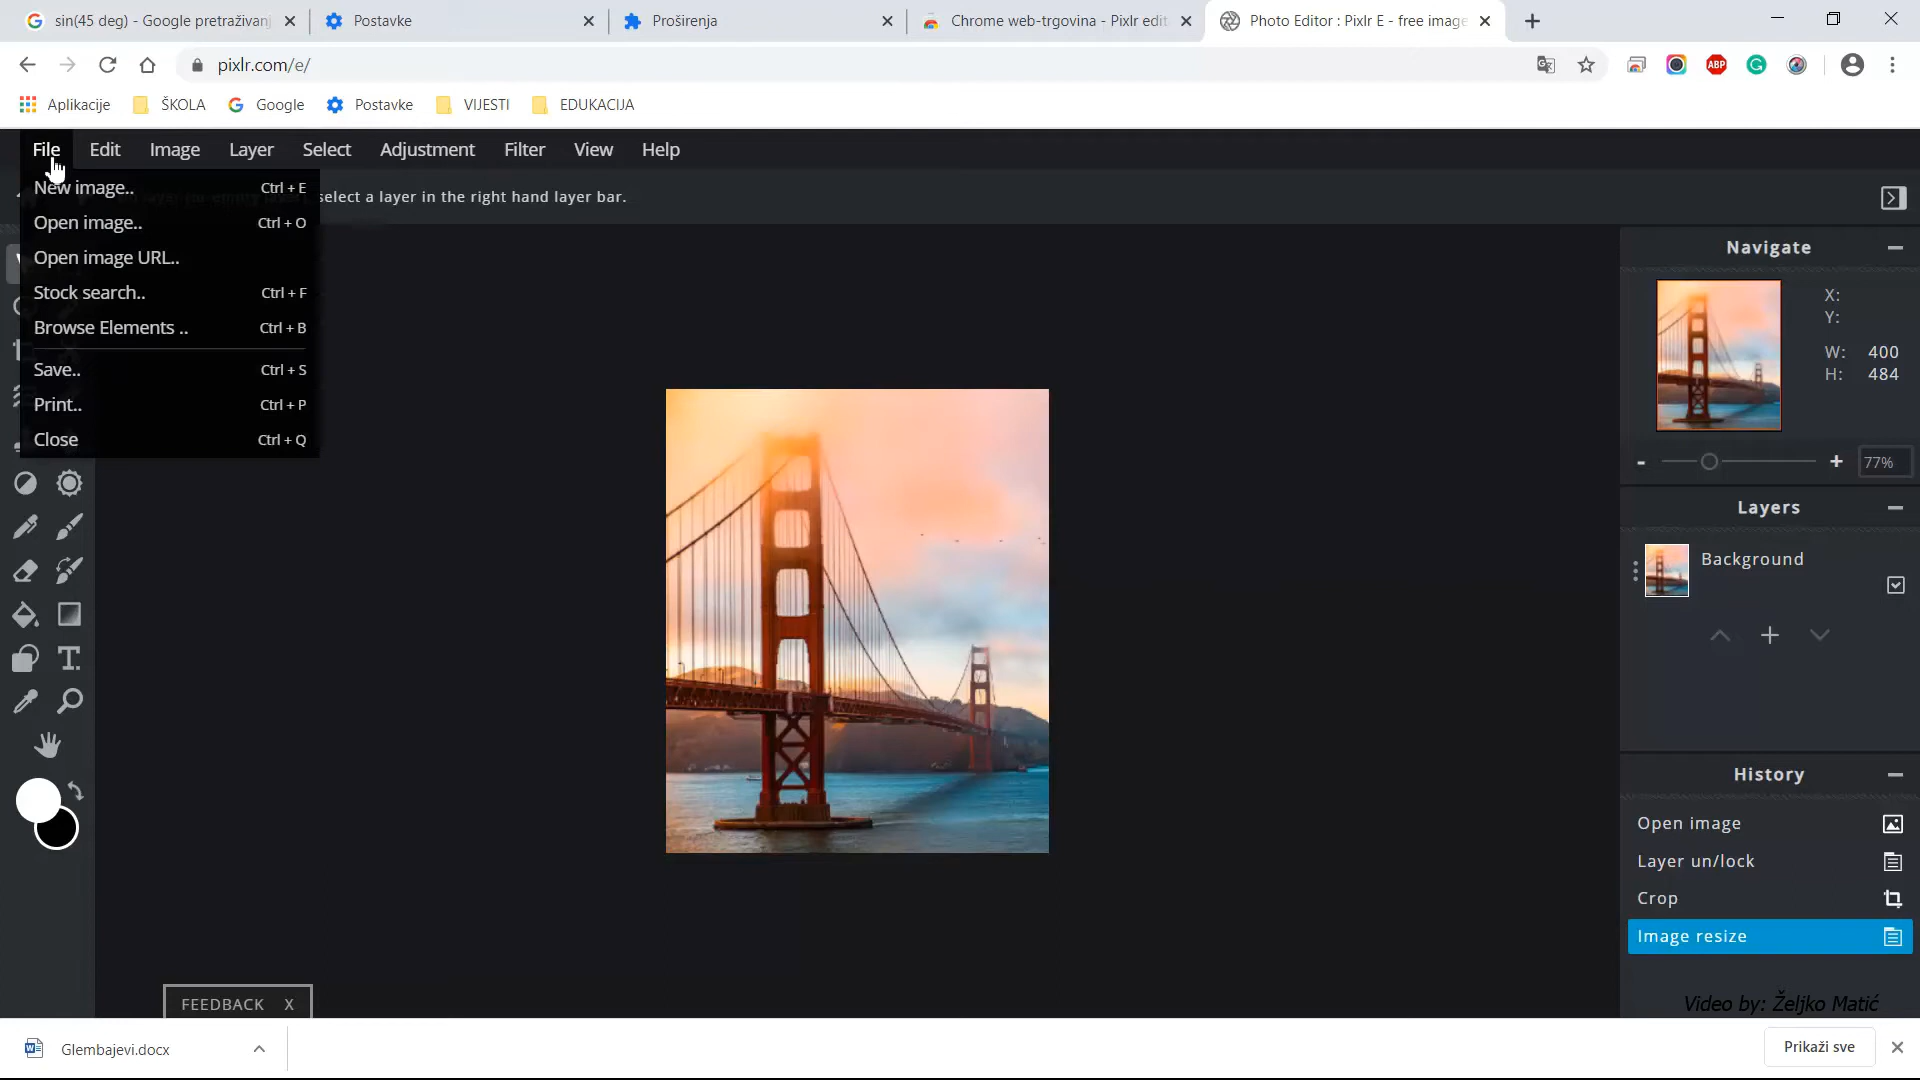 sin(45 deg) - Google pretraživanj
Postavke
Proširenja
Chrome web-trgovina - Pixlr edit
Photo Editor : Pixlr E - free image
pixlr.com/e/
ABP
Aplikacije
ŠKOLA
Google
Postavke
VIJESTI
EDUKACIJA
File
Edit
Image
Layer
Select
Adjustment
Filter
View
Help
New image.. Ctrl + E
select a layer in the right hand layer bar.
Open image.. Ctrl + O
Open image URL..
Stock search.. Ctrl + F
Browse Elements .. Ctrl + B
Save.. Ctrl + S
Print.. Ctrl + P
Close Ctrl + Q
Navigate
X:
Y:
W: 400
H: 484
77%
Layers
Background
History
Open image
Layer un/lock
Crop
Image resize
Video by: Željko Matić
FEEDBACK X
Glembajevi.docx
Prikaži sve